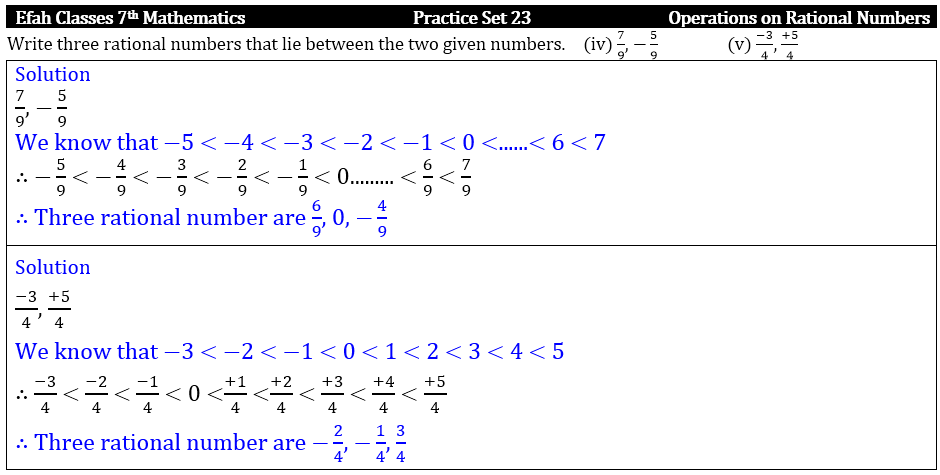 Efah Classes 7th Mathematics Practice Set 23 Operations on Rational Numbers
Write three rational numbers that lie between the two given numbers. (iv) 7/9, − 5/9 (v) −3/4, +5/4
Solution
7/9, − 5/9
We know that −5 < −4 < −3 < −2 < −1 < 0 <......< 6 < 7
∴ − 5/9 < − 4/9 < − 3/9 < − 2/9 < − 1/9 < 0......... < 6/9 < 7/9
∴ Three rational number are 6/9, 0, − 4/9
Solution
−3/4, +5/4
We know that −3 < −2 < −1 < 0 < 1 < 2 < 3 < 4 < 5
∴ −3/4 < −2/4 < −1/4 < 0 < +1/4 < +2/4 < +3/4 < +4/4 < +5/4
∴ Three rational number are − 2/4, − 1/4, 3/4